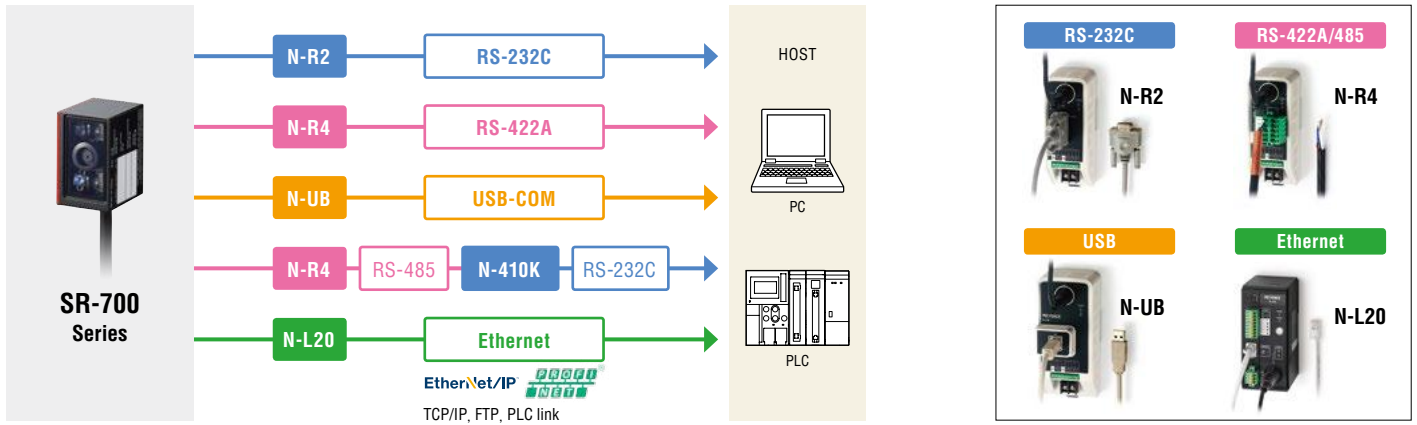 SR-700
Series
N-R2
RS-232C
N-R4
RS-422A
N-UB
USB-COM
N-R4
RS-485
N-410K
RS-232C
N-L20
Ethernet
EtherNet/IP
PROFI
NET
®
TCP/IP, FTP, PLC link
HOST
PC
PLC
RS-232C
N-R2
RS-422A/485
N-R4
USB
N-UB
Ethernet
N-L20